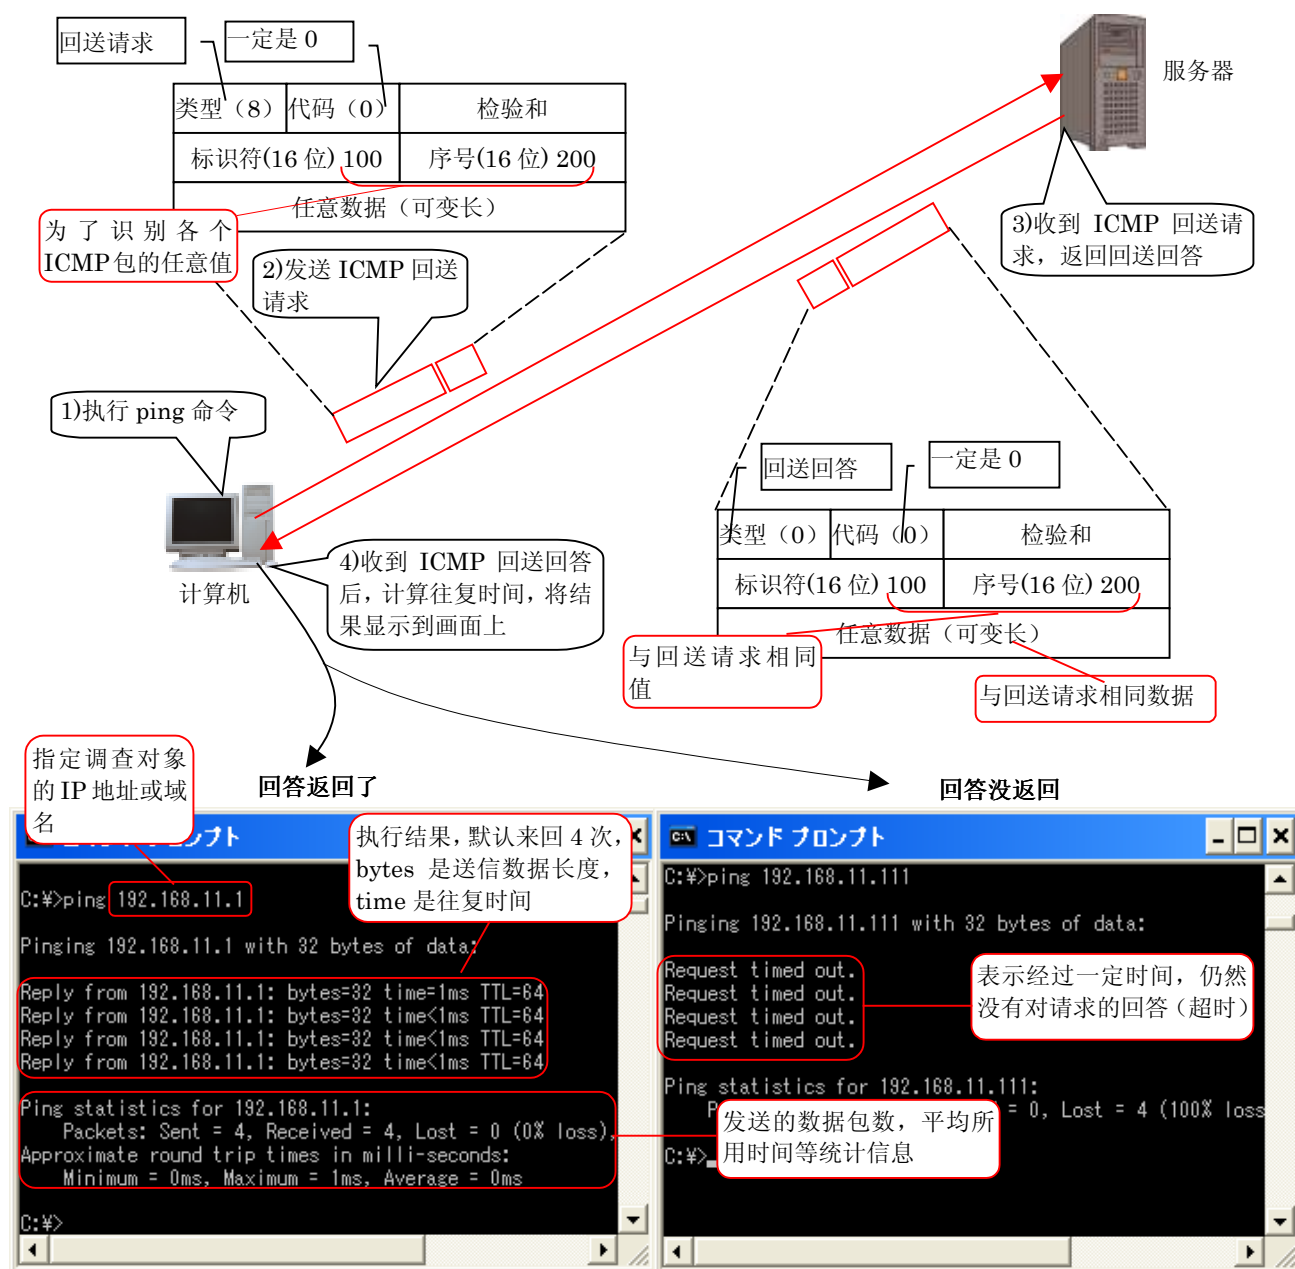 回送请求
一定是 0
服务器
类型（8）
代码（0）
检验和
标识符(16 位) 100
序号(16 位) 200
任意数据（可变长）
为了识别各个
ICMP 包的任意值
2)发送 ICMP 回送
请求
3)收到 ICMP 回送请
求，返回回送回答
1)执行 ping 命令
计算机
4)收到 ICMP 回送回答
后，计算往复时间，将结
果显示到画面上
回送回答
一定是 0
类型（0）
代码（0）
检验和
标识符(16 位) 100
序号(16 位) 200
任意数据（可变长）
与回送请求相同
值
与回送请求相同数据
指定调查对象
的 IP 地址或域
名
回答返回了
回答没返回
执行结果，默认来回 4 次，
bytes 是送信数据长度，
time 是往复时间
C:¥>ping 192.168.11.1
Pinging 192.168.11.1 with 32 bytes of data:
Reply from 192.168.11.1: bytes=32 time=1ms TTL=64
Reply from 192.168.11.1: bytes=32 time<1ms TTL=64
Reply from 192.168.11.1: bytes=32 time<1ms TTL=64
Reply from 192.168.11.1: bytes=32 time<1ms TTL=64
Ping statistics for 192.168.11.1:
Packets: Sent = 4, Received = 4, Lost = 0 (0% loss),
Approximate round trip times in milli-seconds:
Minimum = 0ms, Maximum = 1ms, Average = 0ms
C:¥>
コマンド プロンプト
C:¥>ping 192.168.11.111
Pinging 192.168.11.111 with 32 bytes of data:
Request timed out.
Request timed out.
Request timed out.
Request timed out.
表示经过一定时间，仍然
没有对请求的回答（超时）
Ping statistics for 192.168.11.111:
= 0, Lost = 4 (100% loss
C:¥>
发送的数据包数，平均所
用时间等统计信息